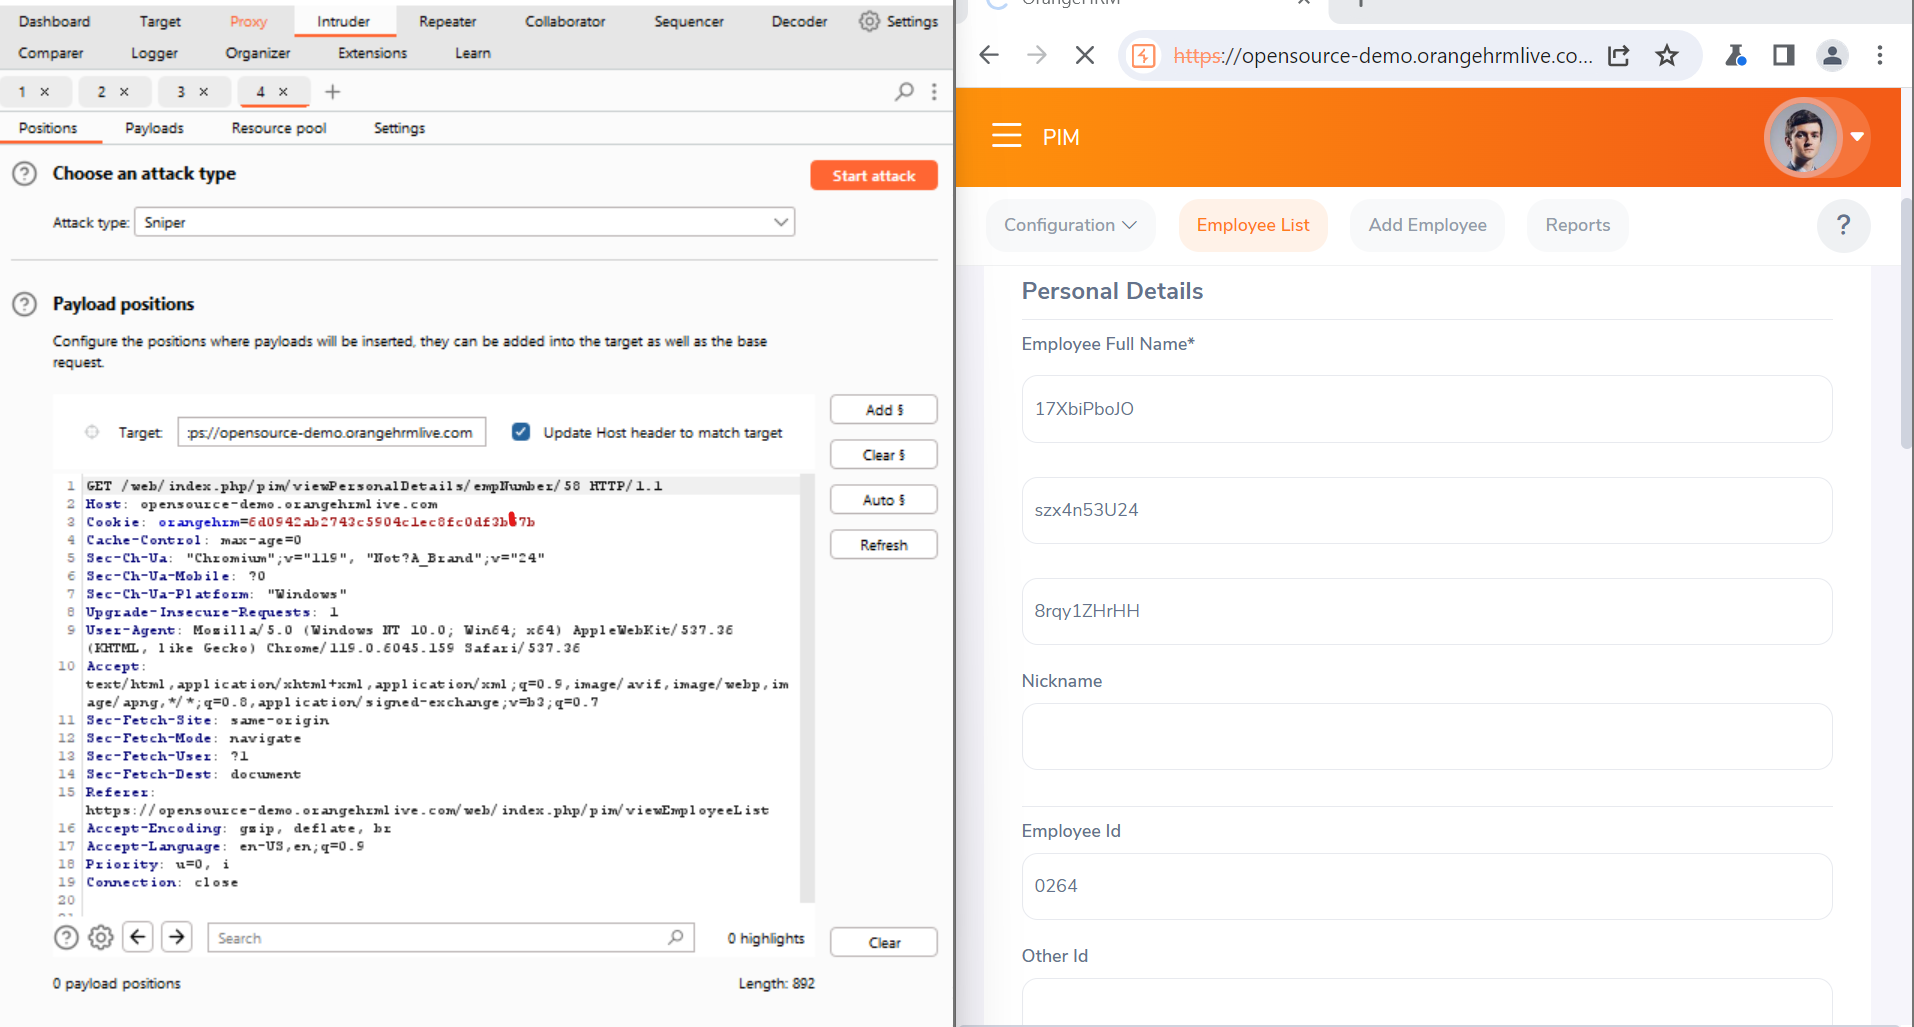 Dashboard Target Proxy Intruder Repeater Collaborator Sequencer Decoder Settings
Comparer Logger Organizer Extensions Learn
1 × 2 × 3 × 4 × +
Positions Payloads Resource pool Settings
? Choose an attack type Start attack
Attack type: Sniper
? Payload positions
Configure the positions where payloads will be inserted, they can be added into the target as well as the base
request.
Add §
Target: :ps://opensource-demo.orangehrmlive.com Update Host header to match target
Clear §
Auto §
Refresh
1 GET /web/index.php/pim/viewPersonalDetails/empNumber/58 HTTP/1.1
2 Host: opensource-demo.orangehrmlive.com
3 Cookie: orangehrm=
4 Cache-Control: max-age=0
5 Sec-Ch-Ua: "Chromium";v="119", "Not?A_Brand";v="24"
6 Sec-Ch-Ua-Mobile: ?0
7 Sec-Ch-Ua-Platform: "Windows"
8 Upgrade-Insecure-Requests: 1
9 User-Agent: Mozilla/5.0 (Windows NT 10.0; Win64; x64) AppleWebKit/537.36
(KHTML, like Gecko) Chrome/119.0.6045.159 Safari/537.36
10 Accept:
text/html,application/xhtml+xml,application/xml;q=0.9,image/avif,image/webp,im
age/apng,*/*;q=0.8,application/signed-exchange;v=b3;q=0.7
11 Sec-Fetch-Site: same-origin
12 Sec-Fetch-Mode: navigate
13 Sec-Fetch-User: ?1
14 Sec-Fetch-Dest: document
15 Referer:
https://opensource-demo.orangehrmlive.com/web/index.php/pim/viewEmployeeList
16 Accept-Encoding: gzip, deflate, br
17 Accept-Language: en-US,en;q=0.9
18 Priority: u=0, i
19 Connection: close
20
? Search 0 highlights Clear
0 payload positions Length: 892
OrangeHRM
https://opensource-demo.orangehrmlive.co...
PIM
Configuration Employee List Add Employee Reports ?
Personal Details
Employee Full Name*
17XbiPboJO
szx4n53U24
8rqy1ZHrHH
Nickname
Employee Id
0264
Other Id